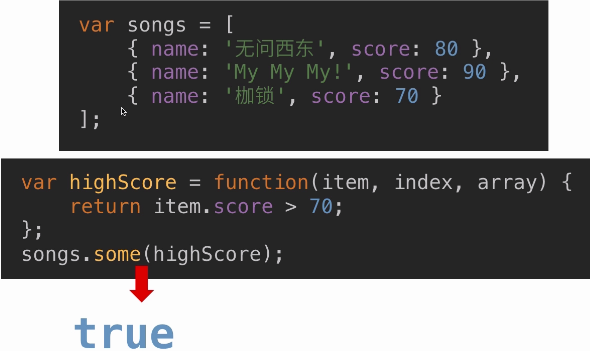 var songs = [
{ name: '无问西东', score: 80 },
{ name: 'My My My!', score: 90 },
{ name: '枷锁', score: 70 }
];
var highScore = function(item, index, array) {
return item.score > 70;
};
songs.some(highScore);
true